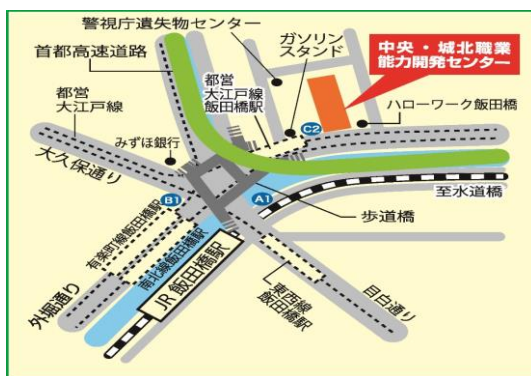 警視庁遺失物センター
首都高速道路
ガソリン
スタンド
中央・城北職業
能力開発センター
都営
大江戸線
都営
大江戸線
飯田橋駅
C2
ハローワーク飯田橋
みずほ銀行
大久保通り
至水道橋
B1
A1
歩道橋
有楽町線飯田橋駅
南北線飯田橋駅
外堀通り
JR 飯田橋駅
東西線
飯田橋駅
目白通り